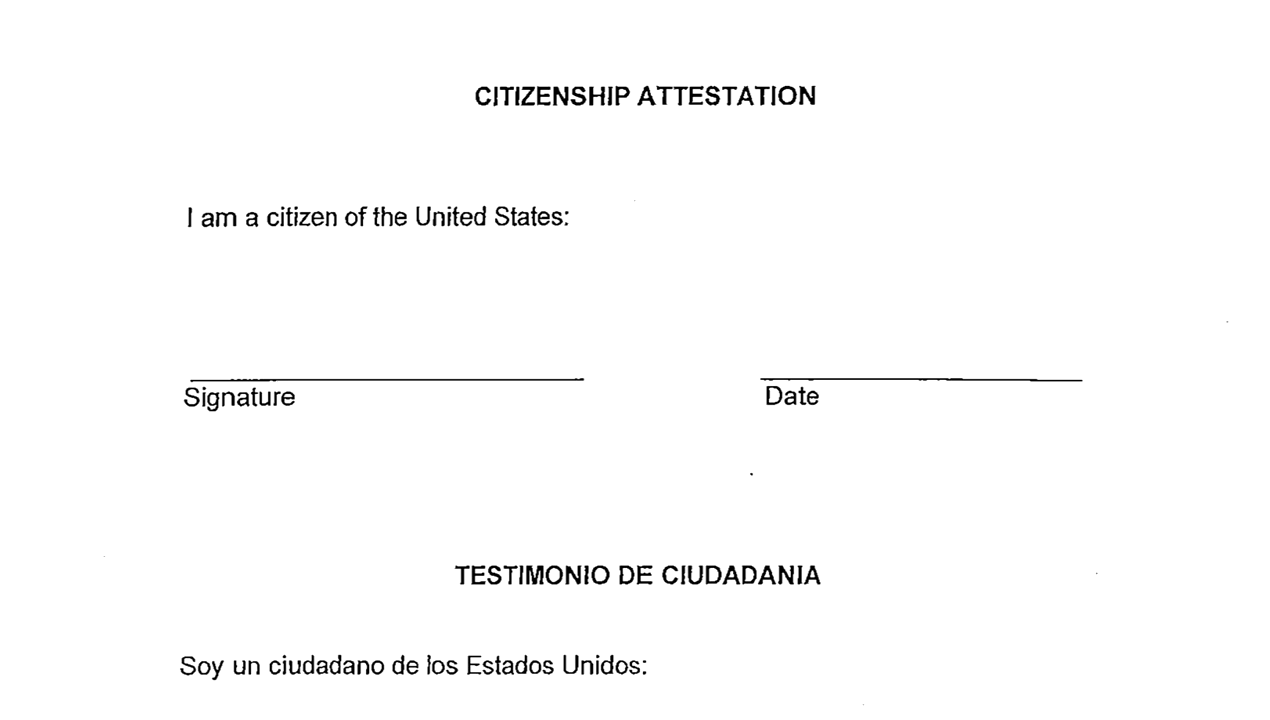 CITIZENSHIP ATTESTATION
I am a citizen of the United States:
Signature Date
TESTIMONIO DE CIUDADANIA
Soy un ciudadano de los Estados Unidos: